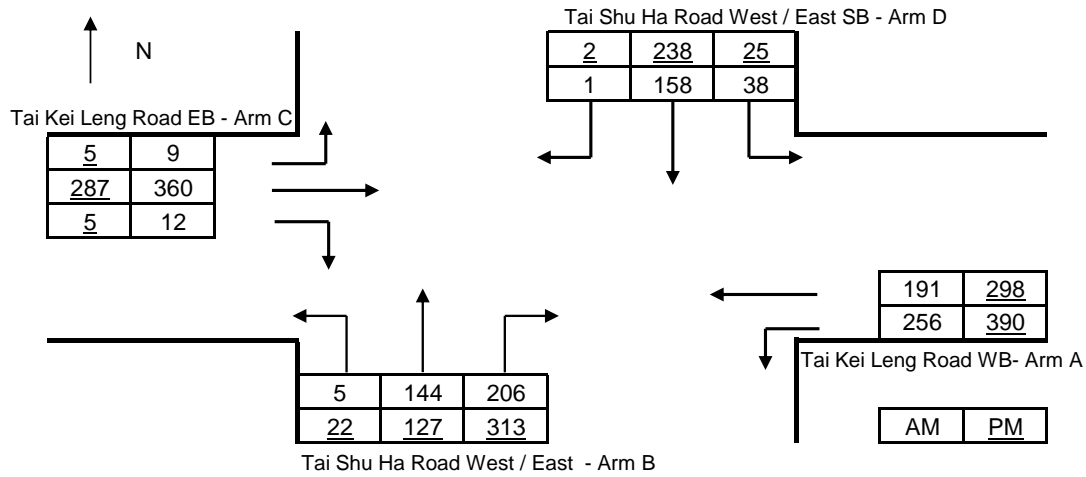 Tai Shu Ha Road West / East SB - Arm D
N
2 238 25
1 158 38
Tai Kei Leng Road EB - Arm C
5 9
287 360
5 12
191 298
256 390
Tai Kei Leng Road WB- Arm A
5 144 206
22 127 313
AM PM
Tai Shu Ha Road West / East - Arm B